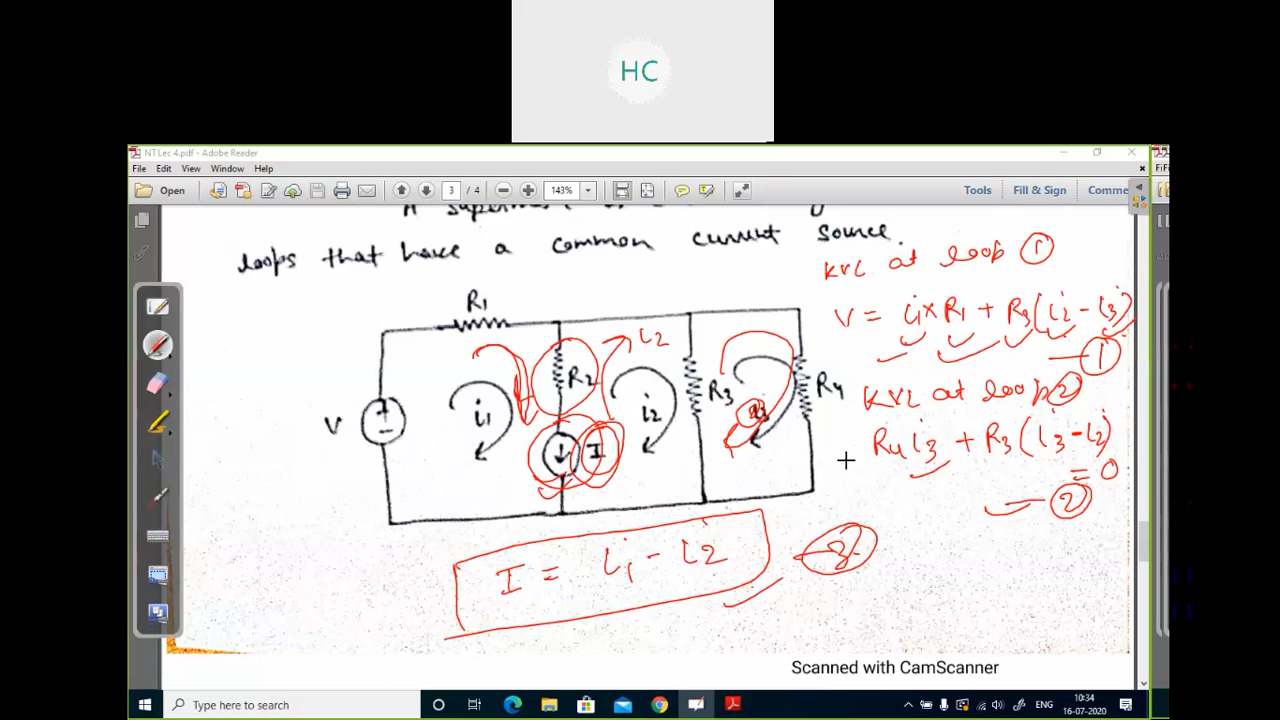 HC
NT Lec 4.pdf - Adobe Reader
File Edit View Window Help
Open 3 / 4 143% Tools Fill & Sign Comme
loops that have a common current source.
KVL at loop 1
V = i1 x R1 + R3 (i2 - i3)
1
KVL at loop 2
R4 i3 + R3 (i3 - i2)
= 0
2
R1
i2
R2
R3
R4
V
i1
i2
i3
I
I = i1 - i2
3
Scanned with CamScanner
Type here to search
ENG
10:34
16-07-2020